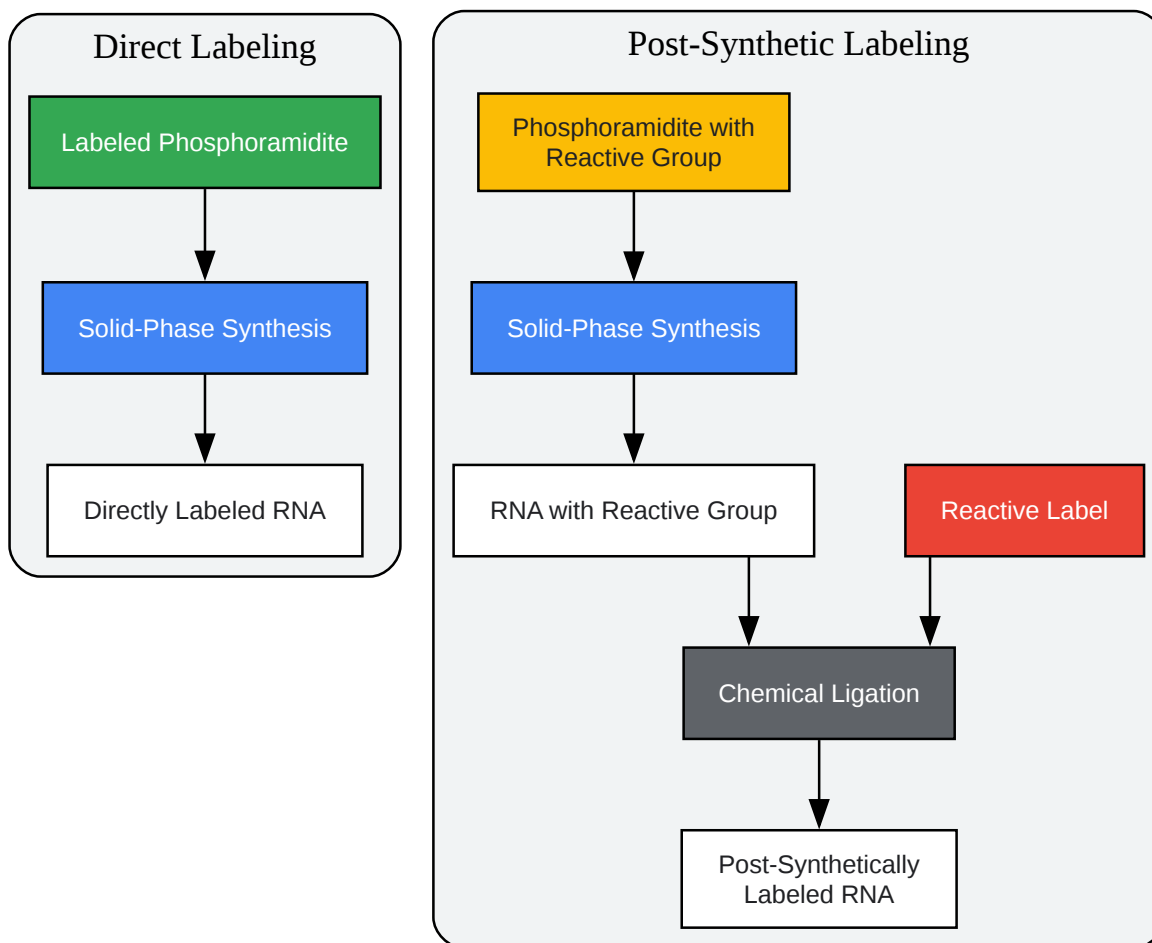 Direct Labeling
Labeled Phosphoramidite
Solid-Phase Synthesis
Directly Labeled RNA
Post-Synthetic Labeling
Phosphoramidite with
Reactive Group
Solid-Phase Synthesis
RNA with Reactive Group
Reactive Label
Chemical Ligation
Post-Synthetically
Labeled RNA